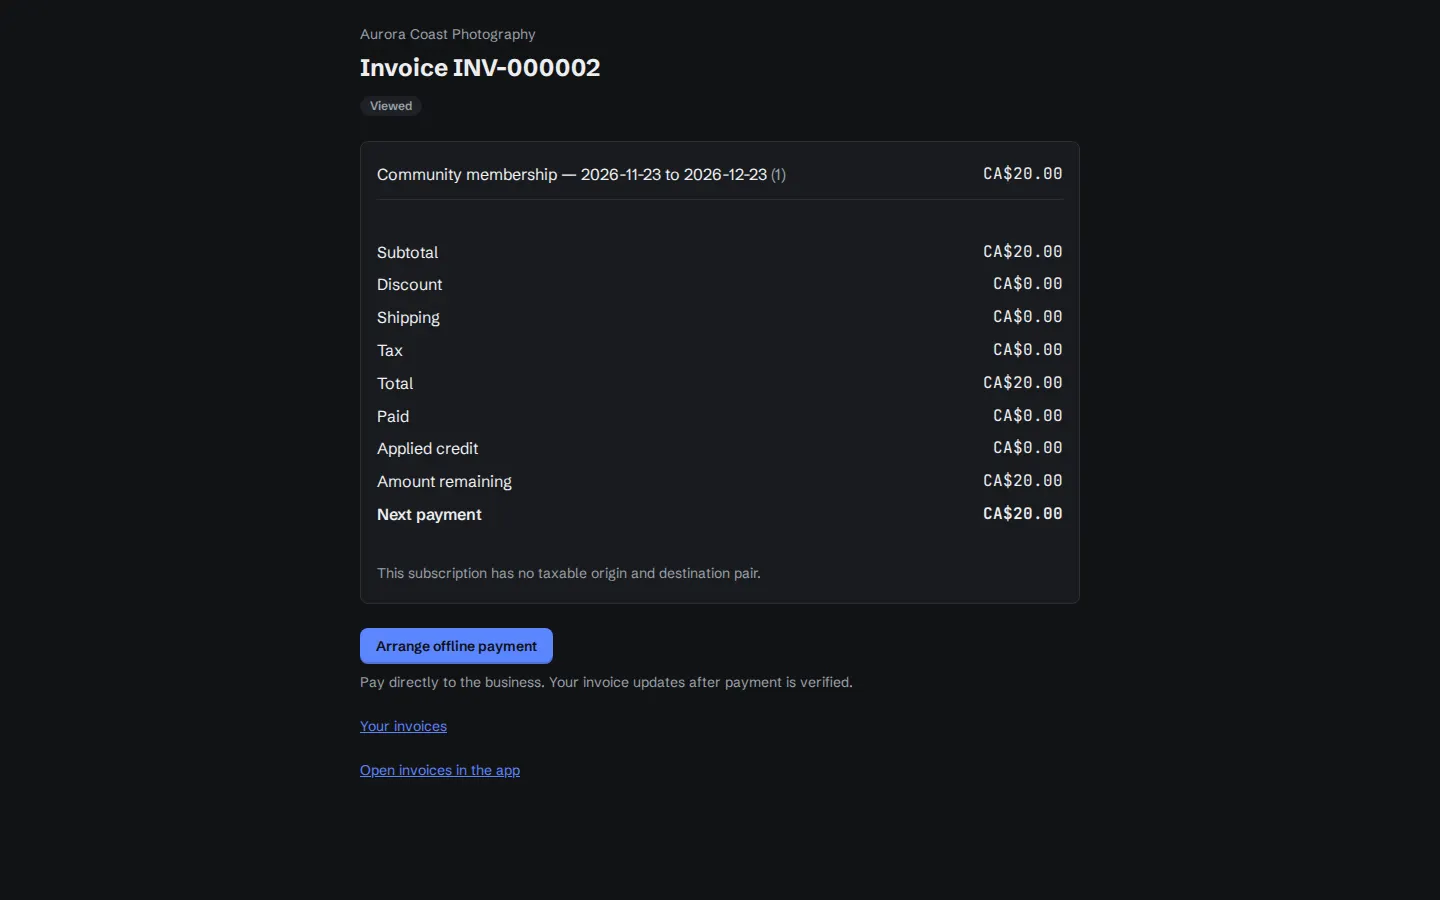 Aurora Coast Photography
Invoice INV-000002
Viewed
Community membership — 2026-11-23 to 2026-12-23 (1) CA$20.00
Subtotal CA$20.00
Discount CA$0.00
Shipping CA$0.00
Tax CA$0.00
Total CA$20.00
Paid CA$0.00
Applied credit CA$0.00
Amount remaining CA$20.00
Next payment CA$20.00
This subscription has no taxable origin and destination pair.
Arrange offline payment
Pay directly to the business. Your invoice updates after payment is verified.
Your invoices
Open invoices in the app